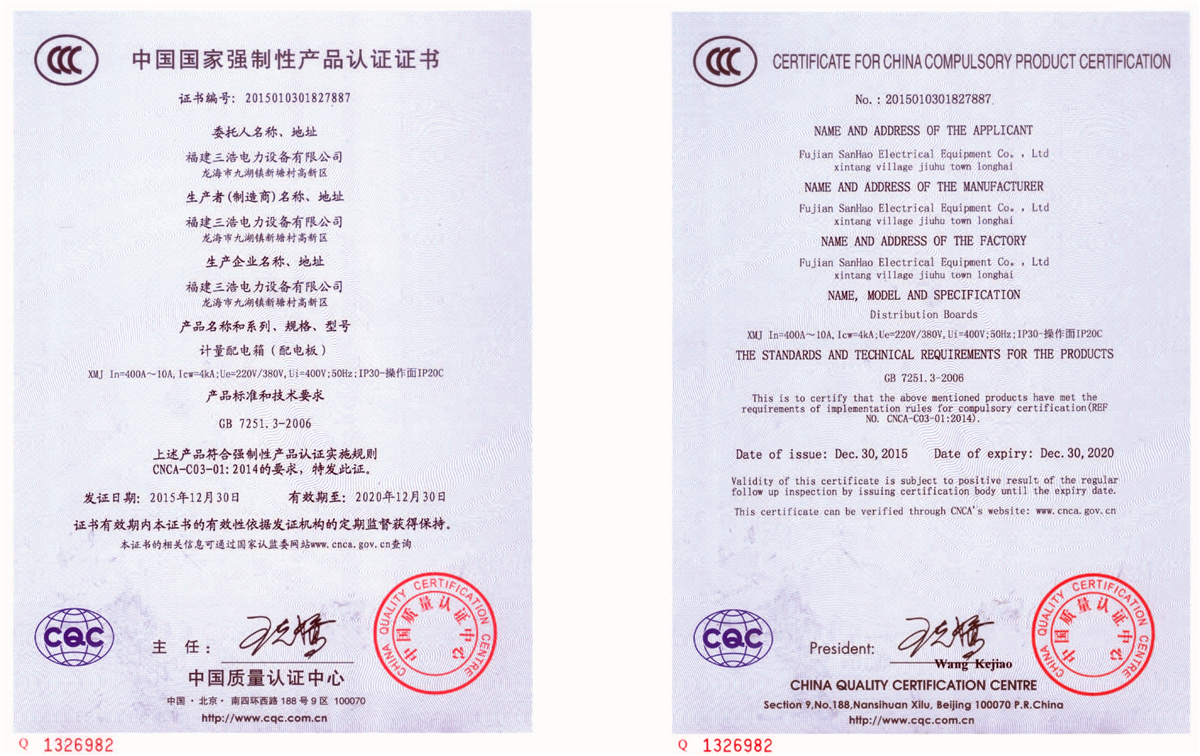 CCC
中国国家强制性产品认证证书
证书编号: 2015010301827887
委托人名称、地址
福建三浩电力设备有限公司
龙海市九湖镇新塘村高新区
生产者(制造商)名称、地址
福建三浩电力设备有限公司
龙海市九湖镇新塘村高新区
生产企业名称、地址
福建三浩电力设备有限公司
龙海市九湖镇新塘村高新区
产品名称和系列、规格、型号
计量配电箱(配电板)
XMJ In=400A~10A,Icw=4kA;Ue=220V/380V,Ui=400V;50Hz;IP30-操作面IP20C
产品标准和技术要求
GB 7251.3-2006
上述产品符合强制性产品认证实施规则
CNCA-C03-01:2014的要求，特发此证。
发证日期: 2015年12月30日 有效期至: 2020年12月30日
证书有效期内本证书的有效性依据发证机构的定期监督获得保持。
本证书的相关信息可通过国家认监委网站www.cnca.gov.cn查询
CQC
主 任:
CHINA QUALITY CERTIFICATION CENTRE
中国质量认证中心
中国质量认证中心
中国·北京·南四环西路188号9区 100070
http://www.cqc.com.cn
Q 1326982
CCC
CERTIFICATE FOR CHINA COMPULSORY PRODUCT CERTIFICATION
No.: 2015010301827887
NAME AND ADDRESS OF THE APPLICANT
Fujian SanHao Electrical Equipment Co。, Ltd
xintang village jiuhu town longhai
NAME AND ADDRESS OF THE MANUFACTURER
Fujian SanHao Electrical Equipment Co。, Ltd
xintang village jiuhu town longhai
NAME AND ADDRESS OF THE FACTORY
Fujian SanHao Electrical Equipment Co。, Ltd
xintang village jiuhu town longhai
NAME, MODEL AND SPECIFICATION
Distribution Boards
XMJ In=400A~10A,Icw=4kA;Ue=220V/380V,Ui=400V;50Hz;IP30-操作面IP20C
THE STANDARDS AND TECHNICAL REQUIREMENTS FOR THE PRODUCTS
GB 7251.3-2006
This is to certify that the above mentioned products have met the
requirements of implementation rules for compulsory certification(REF
NO. CNCA-C03-01:2014).
Date of issue: Dec.30,2015 Date of expiry: Dec.30,2020
Validity of this certificate is subject to positive result of the regular
follow up inspection by issuing certification body until the expiry date.
This certificate can be verified through CNCA's website: www.cnca.gov.cn
CQC
President:
Wang Kejiao
CHINA QUALITY CERTIFICATION CENTRE
中国质量认证中心
CHINA QUALITY CERTIFICATION CENTRE
Section 9,No.188,Nansihuan Xilu, Beijing 100070 P.R.China
http://www.cqc.com.cn
Q 1326982